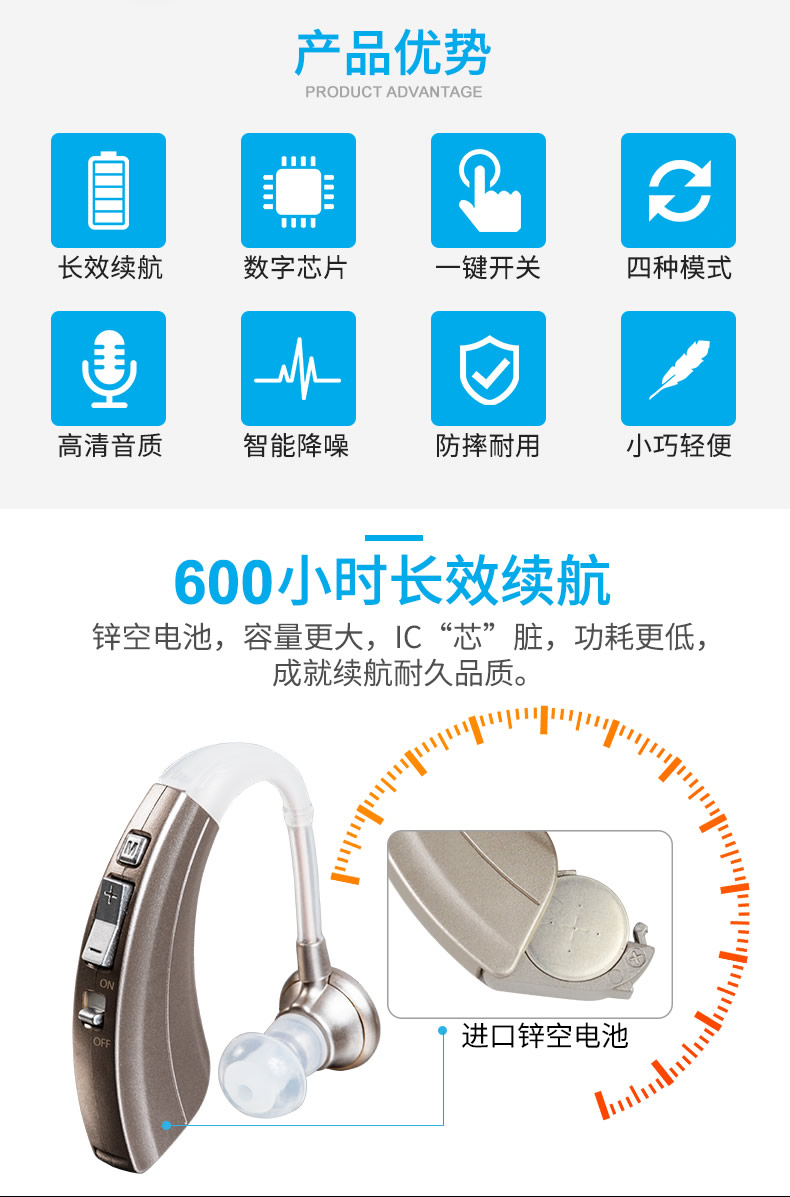 产品优势
PRODUCT ADVANTAGE
长效续航 数字芯片 一键开关 四种模式
高清音质 智能降噪 防摔耐用 小巧轻便
600小时长效续航
锌空电池，容量更大，IC“芯”脏，功耗更低，
成就续航耐久品质。
M
+
−
ON
OFF
+
进口锌空电池